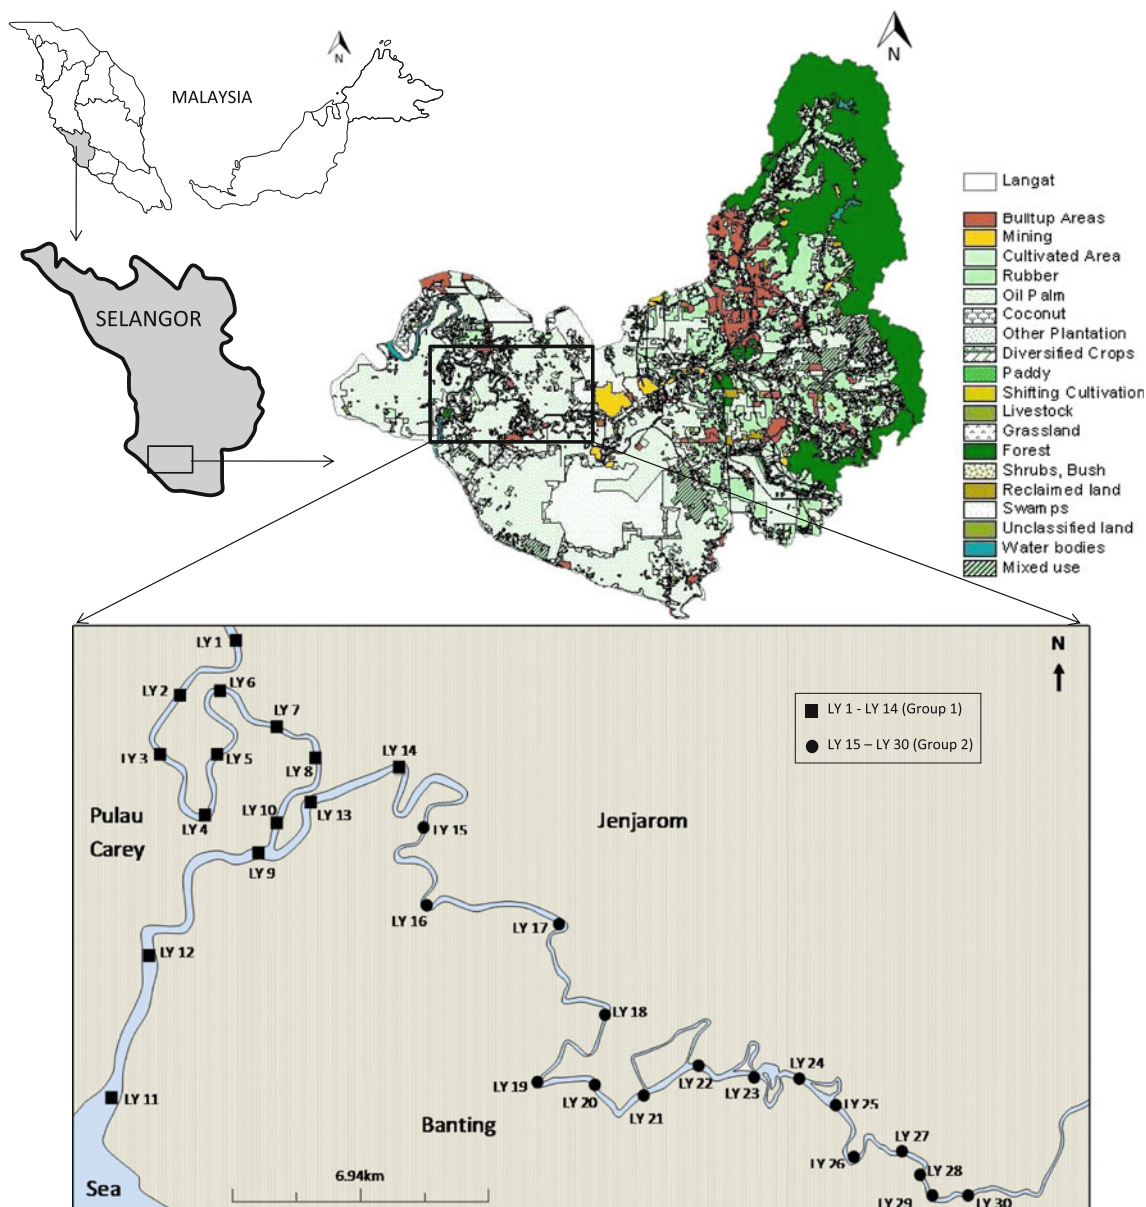 MALAYSIA
N
N
SELANGOR
Langat
Builtup Areas
Mining
Cultivated Area
Rubber
Oil Palm
Coconut
Other Plantation
Diversified Crops
Paddy
Shifting Cultivation
Livestock
Grassland
Forest
Shrubs, Bush
Reclaimed land
Swamps
Unclassified land
Water bodies
Mixed use
N
LY 1 - LY 14 (Group 1)
LY 15 – LY 30 (Group 2)
LY 1
LY 2
LY 6
LY 7
LY 3
LY 5
LY 8
LY 14
LY 4
LY 10
LY 13
LY 15
Pulau
Carey
Jenjarom
LY 9
LY 16
LY 17
LY 12
LY 18
LY 11
LY 19
LY 20
LY 21
LY 22
LY 23
LY 24
LY 25
Banting
LY 26
LY 27
LY 28
LY 29
LY 30
6.94km
Sea